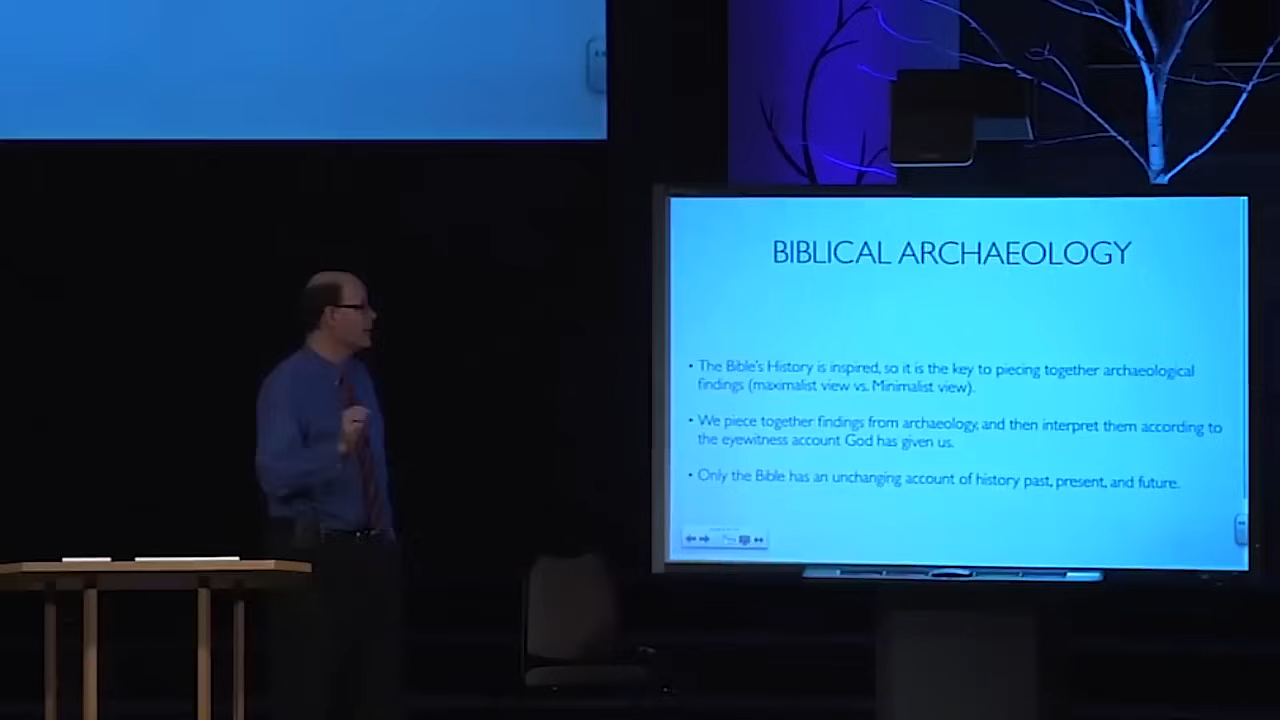 BIBLICAL ARCHAEOLOGY
• The Bible's History is inspired, so it is the key to piecing together archaeological
findings (maximalist view vs. Minimalist view).
• We piece together findings from archaeology, and then interpret them according to
the eyewitness account God has given us.
• Only the Bible has an unchanging account of history past, present, and future.